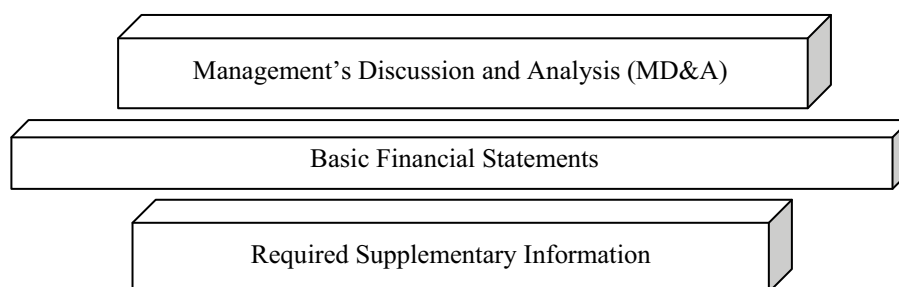 Management’s Discussion and Analysis (MD&A)
Basic Financial Statements
Required Supplementary Information